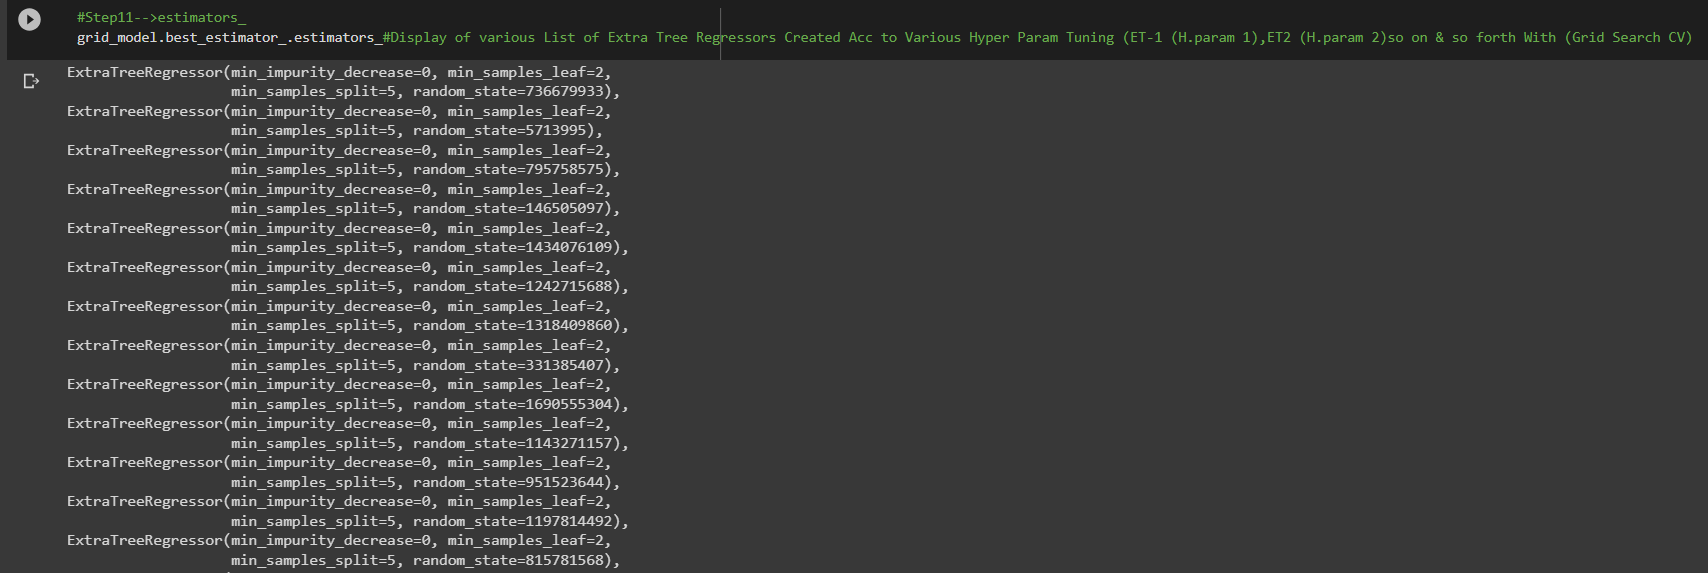 #Step11-->estimators_
grid_model.best_estimator_.estimators_#Display of various List of Extra Tree Regressors Created Acc to Various Hyper Param Tuning (ET-1 (H.param 1),ET2 (H.param 2)so on & so forth With (Grid Search CV)
ExtraTreeRegressor(min_impurity_decrease=0, min_samples_leaf=2,
min_samples_split=5, random_state=736679933),
ExtraTreeRegressor(min_impurity_decrease=0, min_samples_leaf=2,
min_samples_split=5, random_state=5713995),
ExtraTreeRegressor(min_impurity_decrease=0, min_samples_leaf=2,
min_samples_split=5, random_state=795758575),
ExtraTreeRegressor(min_impurity_decrease=0, min_samples_leaf=2,
min_samples_split=5, random_state=146505097),
ExtraTreeRegressor(min_impurity_decrease=0, min_samples_leaf=2,
min_samples_split=5, random_state=1434076109),
ExtraTreeRegressor(min_impurity_decrease=0, min_samples_leaf=2,
min_samples_split=5, random_state=1242715688),
ExtraTreeRegressor(min_impurity_decrease=0, min_samples_leaf=2,
min_samples_split=5, random_state=1318409860),
ExtraTreeRegressor(min_impurity_decrease=0, min_samples_leaf=2,
min_samples_split=5, random_state=331385407),
ExtraTreeRegressor(min_impurity_decrease=0, min_samples_leaf=2,
min_samples_split=5, random_state=1690555304),
ExtraTreeRegressor(min_impurity_decrease=0, min_samples_leaf=2,
min_samples_split=5, random_state=1143271157),
ExtraTreeRegressor(min_impurity_decrease=0, min_samples_leaf=2,
min_samples_split=5, random_state=951523644),
ExtraTreeRegressor(min_impurity_decrease=0, min_samples_leaf=2,
min_samples_split=5, random_state=1197814492),
ExtraTreeRegressor(min_impurity_decrease=0, min_samples_leaf=2,
min_samples_split=5, random_state=815781568),